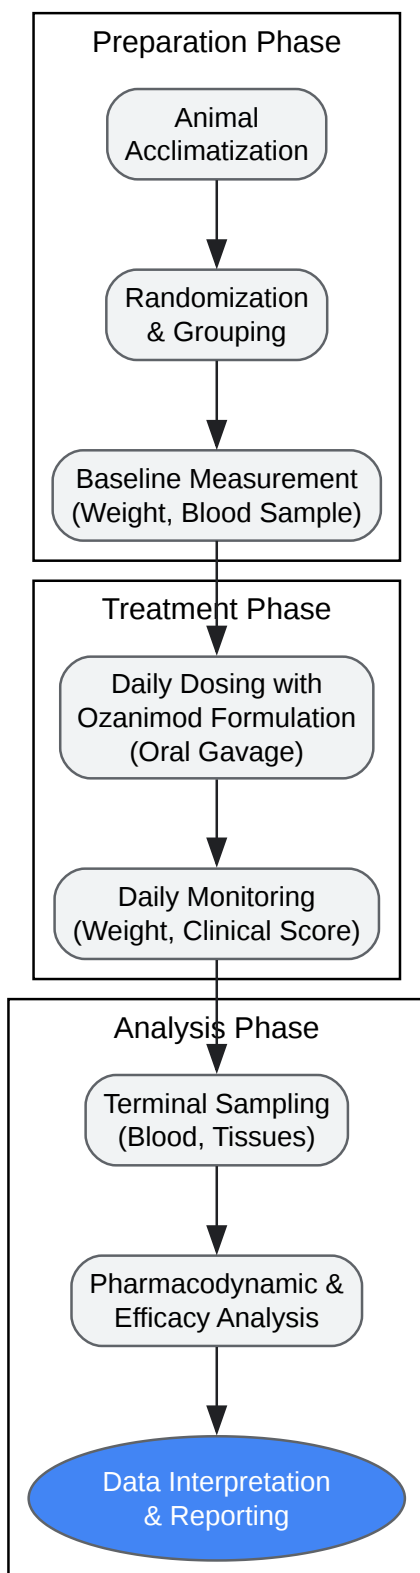 Preparation Phase
Animal
Acclimatization
Randomization
& Grouping
Baseline Measurement
(Weight, Blood Sample)
Treatment Phase
Daily Dosing with
Ozanimod Formulation
(Oral Gavage)
Daily Monitoring
(Weight, Clinical Score)
Analysis Phase
Terminal Sampling
(Blood, Tissues)
Pharmacodynamic &
Efficacy Analysis
Data Interpretation
& Reporting